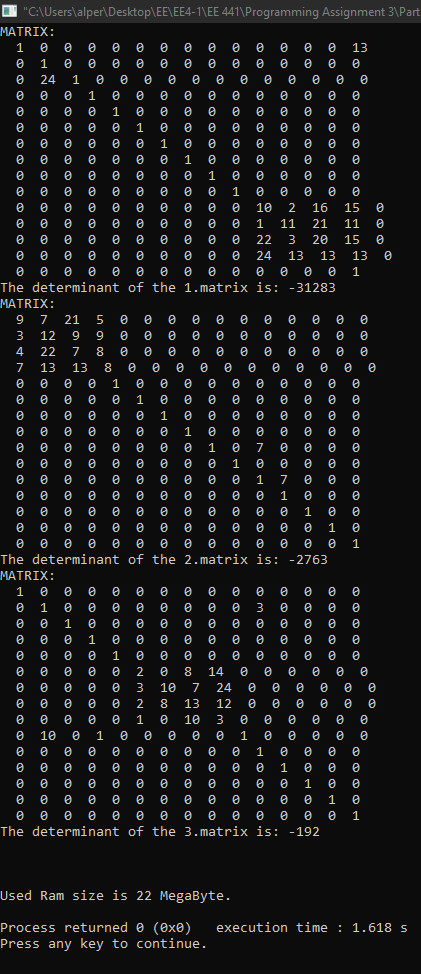 "C:\Users\alper\Desktop\EE\EE4-1\EE 441\Programming Assignment 3\Part
MATRIX:
1 0 0 0 0 0 0 0 0 0 0 0 0 0 13
0 1 0 0 0 0 0 0 0 0 0 0 0 0 0
0 24 1 0 0 0 0 0 0 0 0 0 0 0 0
0 0 0 1 0 0 0 0 0 0 0 0 0 0 0
0 0 0 0 1 0 0 0 0 0 0 0 0 0 0
0 0 0 0 0 1 0 0 0 0 0 0 0 0 0
0 0 0 0 0 0 1 0 0 0 0 0 0 0 0
0 0 0 0 0 0 0 1 0 0 0 0 0 0 0
0 0 0 0 0 0 0 0 1 0 0 0 0 0 0
0 0 0 0 0 0 0 0 0 1 0 0 0 0 0
0 0 0 0 0 0 0 0 0 0 10 2 16 15 0
0 0 0 0 0 0 0 0 0 0 1 11 21 11 0
0 0 0 0 0 0 0 0 0 0 22 3 20 15 0
0 0 0 0 0 0 0 0 0 0 24 13 13 13 0
0 0 0 0 0 0 0 0 0 0 0 0 0 0 1
The determinant of the 1.matrix is: -31283
MATRIX:
9 7 21 5 0 0 0 0 0 0 0 0 0 0 0
3 12 9 9 0 0 0 0 0 0 0 0 0 0 0
4 22 7 8 0 0 0 0 0 0 0 0 0 0 0
7 13 13 8 0 0 0 0 0 0 0 0 0 0 0
0 0 0 0 1 0 0 0 0 0 0 0 0 0 0
0 0 0 0 0 1 0 0 0 0 0 0 0 0 0
0 0 0 0 0 0 1 0 0 0 0 0 0 0 0
0 0 0 0 0 0 0 1 0 0 0 0 0 0 0
0 0 0 0 0 0 0 0 1 0 7 0 0 0 0
0 0 0 0 0 0 0 0 0 1 0 0 0 0 0
0 0 0 0 0 0 0 0 0 0 1 7 0 0 0
0 0 0 0 0 0 0 0 0 0 0 1 0 0 0
0 0 0 0 0 0 0 0 0 0 0 0 1 0 0
0 0 0 0 0 0 0 0 0 0 0 0 0 1 0
0 0 0 0 0 0 0 0 0 0 0 0 0 0 1
The determinant of the 2.matrix is: -2763
MATRIX:
1 0 0 0 0 0 0 0 0 0 0 0 0 0 0
0 1 0 0 0 0 0 0 0 0 3 0 0 0 0
0 0 1 0 0 0 0 0 0 0 0 0 0 0 0
0 0 0 1 0 0 0 0 0 0 0 0 0 0 0
0 0 0 0 1 0 0 0 0 0 0 0 0 0 0
0 0 0 0 0 2 0 8 14 0 0 0 0 0 0
0 0 0 0 0 3 10 7 24 0 0 0 0 0 0
0 0 0 0 0 2 8 13 12 0 0 0 0 0 0
0 0 0 0 0 1 0 10 3 0 0 0 0 0 0
0 10 0 1 0 0 0 0 0 1 0 0 0 0 0
0 0 0 0 0 0 0 0 0 0 1 0 0 0 0
0 0 0 0 0 0 0 0 0 0 0 1 0 0 0
0 0 0 0 0 0 0 0 0 0 0 0 1 0 0
0 0 0 0 0 0 0 0 0 0 0 0 0 1 0
0 0 0 0 0 0 0 0 0 0 0 0 0 0 1
The determinant of the 3.matrix is: -192
Used Ram size is 22 MegaByte.
Process returned 0 (0x0)   execution time : 1.618 s
Press any key to continue.